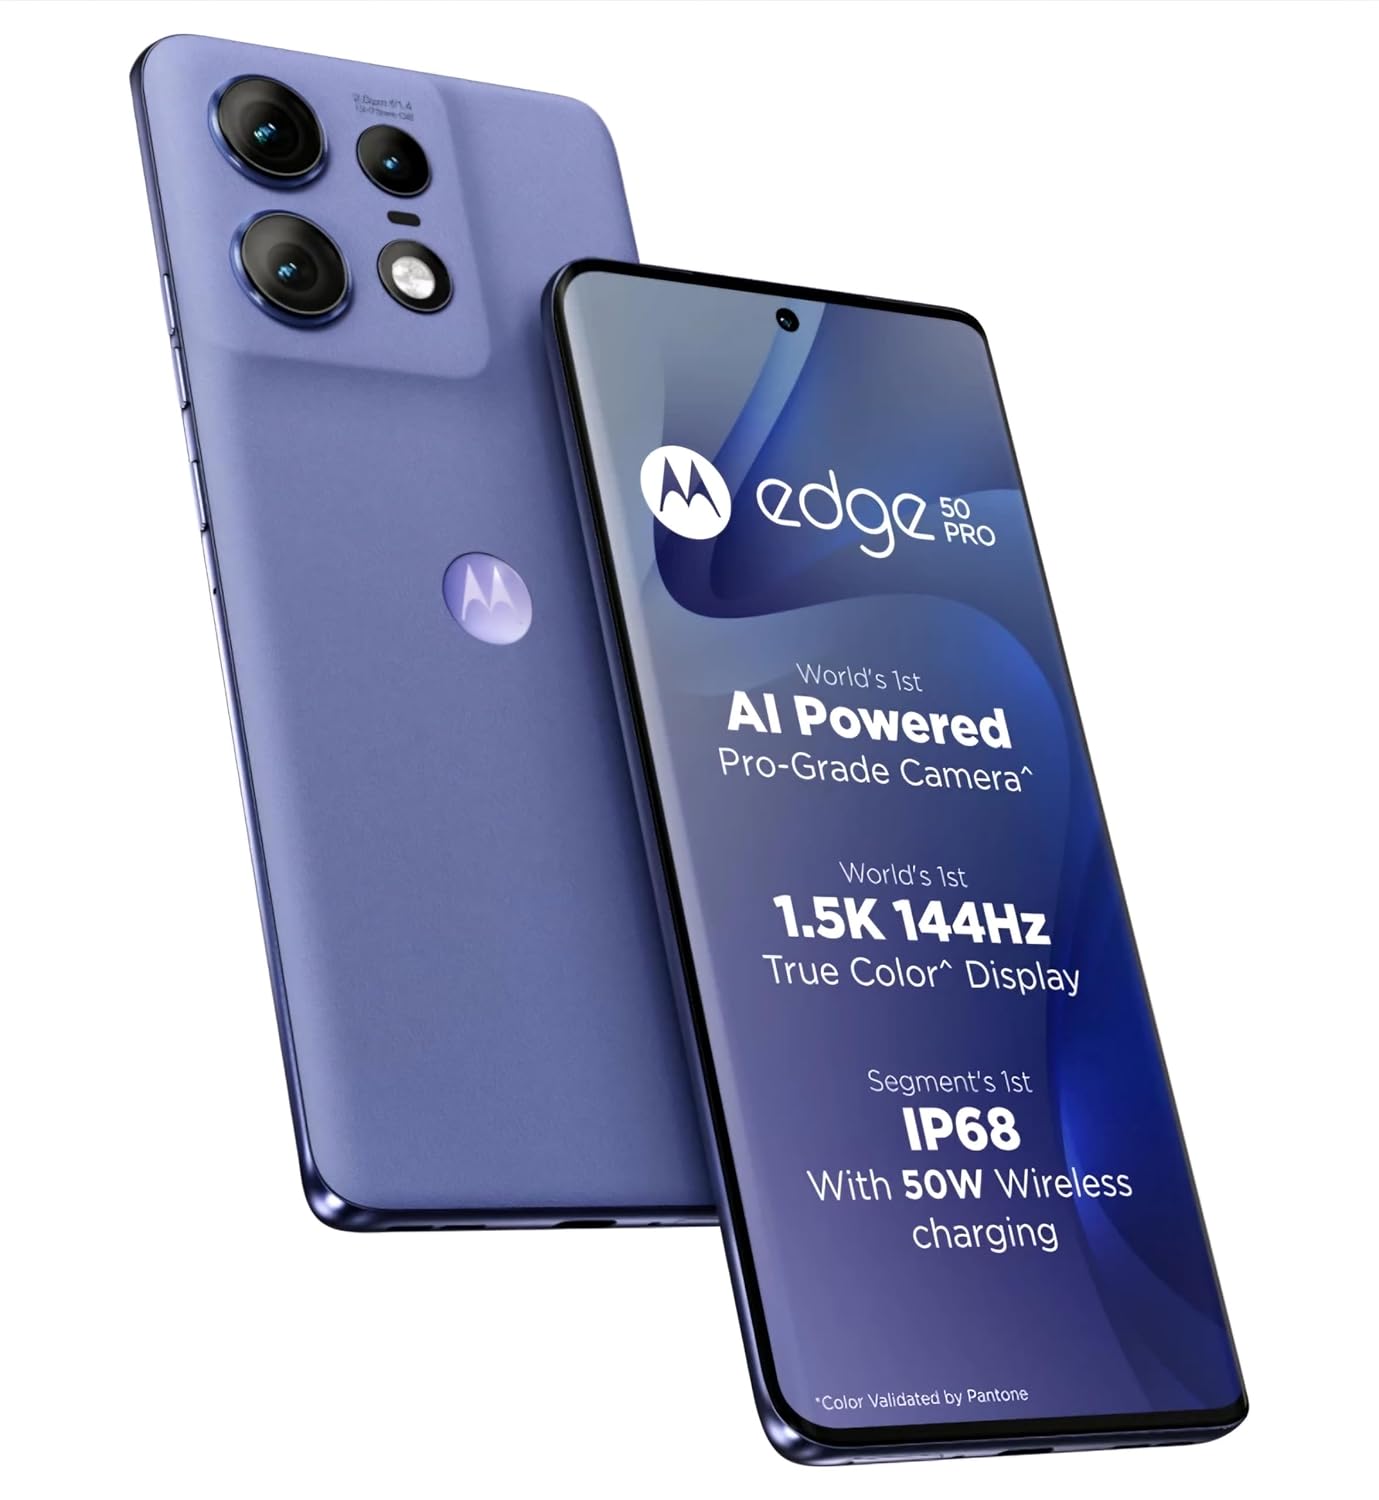 edge 50
PRO
World's 1st
AI Powered
Pro-Grade Camera^
World's 1st
1.5K 144Hz
True Color^ Display
Segment's 1st
IP68
With 50W Wireless
charging
*Color Validated by Pantone